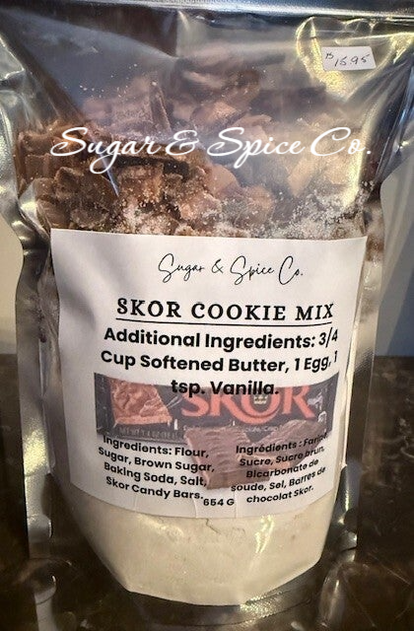 $16.95
Sugar & Spice Co.
Sugar & Spice Co.
SKOR COOKIE MIX
Additional Ingredients: 3/4
Cup Softened Butter, 1 Egg, 1
tsp. Vanilla.
SKOR
Ingredients: Flour,
Sugar, Brown Sugar,
Baking Soda, Salt,
Skor Candy Bars.
Ingrédients : Farine,
Sucre, Sucre brun,
Bicarbonate de
soude, Sel, Barres de
chocolat Skor.
654 G